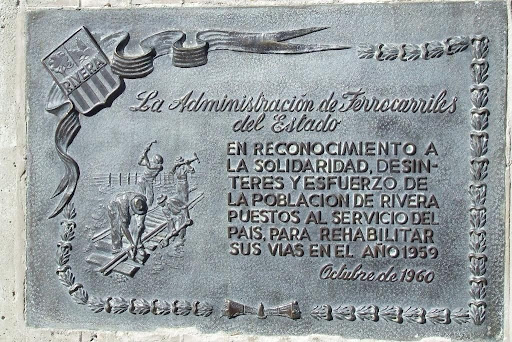 RIVERA
La Administración de Ferrocarriles
del Estado
EN RECONOCIMIENTO A
LA SOLIDARIDAD, DESIN-
TERES Y ESFUERZO DE
LA POBLACION DE RIVERA
PUESTOS AL SERVICIO DEL
PAIS, PARA REHABILITAR
SUS VIAS EN EL AÑO 1959
Octubre de 1960